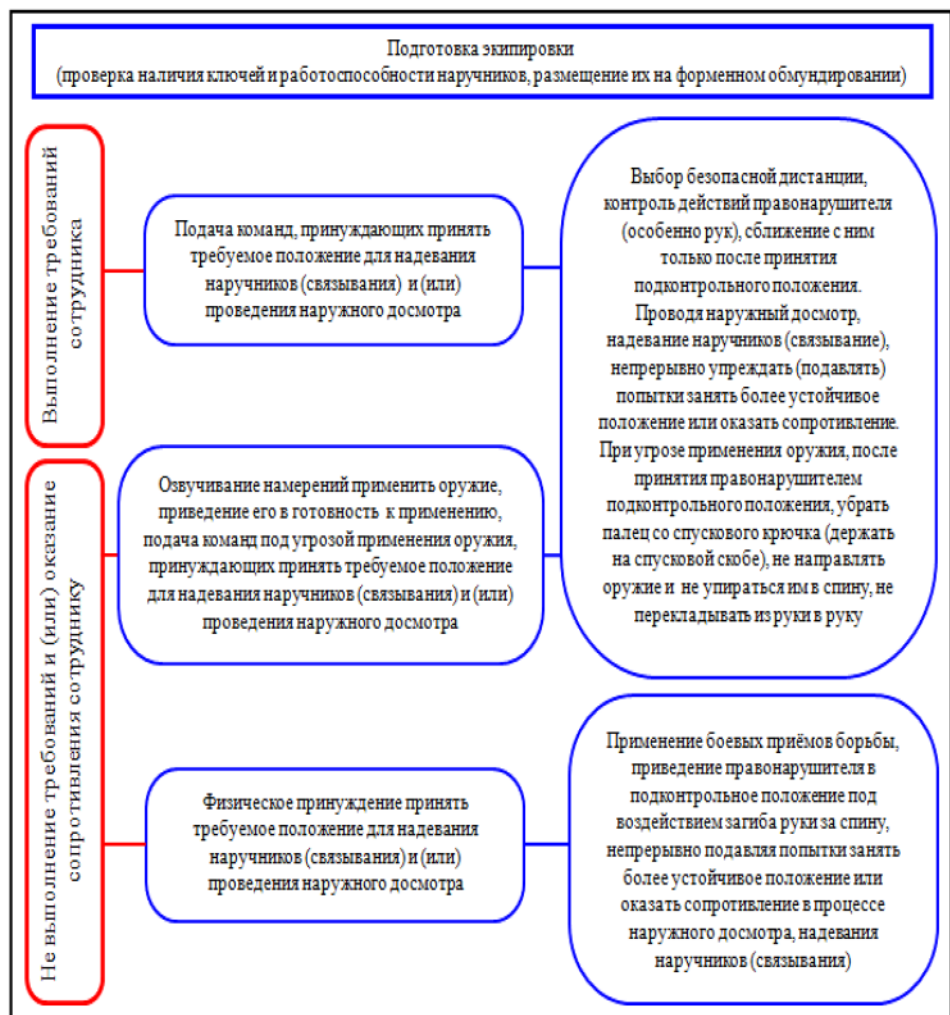 Подготовка экипировки
(проверка наличия ключей и работоспособности наручников, размещение их на форменном обмундировании)
Выполнение требований
сотрудника
Подача команд, принуждающих принять
требуемое положение для надевания
наручников (связывания) и (или)
проведения наружного досмотра
Выбор безопасной дистанции,
контроль действий правонарушителя
(особенно рук), сближение с ним
только после принятия
подконтрольного положения.
Проводя наружный досмотр,
надевание наручников (связывание),
непрерывно упреждать (подавлять)
попытки занять более устойчивое
положение или оказать сопротивление.
При угрозе применения оружия, после
принятия правонарушителем
подконтрольного положения, убрать
палец со спускового крючка (держать
на спусковой скобе), не направлять
оружие и не упираться им в спину, не
перекладывать из руки в руку
Не выполнение требований и (или) оказание
сопротивления сотруднику
Озвучивание намерений применить оружие,
приведение его в готовность к применению,
подача команд под угрозой применения оружия,
принуждающих принять требуемое положение
для надевания наручников (связывания) и (или)
проведения наружного досмотра
Физическое принуждение принять
требуемое положение для надевания
наручников (связывания) и (или)
проведения наружного досмотра
Применение боевых приёмов борьбы,
приведение правонарушителя в
подконтрольное положение под
воздействием загиба руки за спину,
непрерывно подавляя попытки занять
более устойчивое положение или
оказать сопротивление в процессе
наружного досмотра, надевания
наручников (связывания)